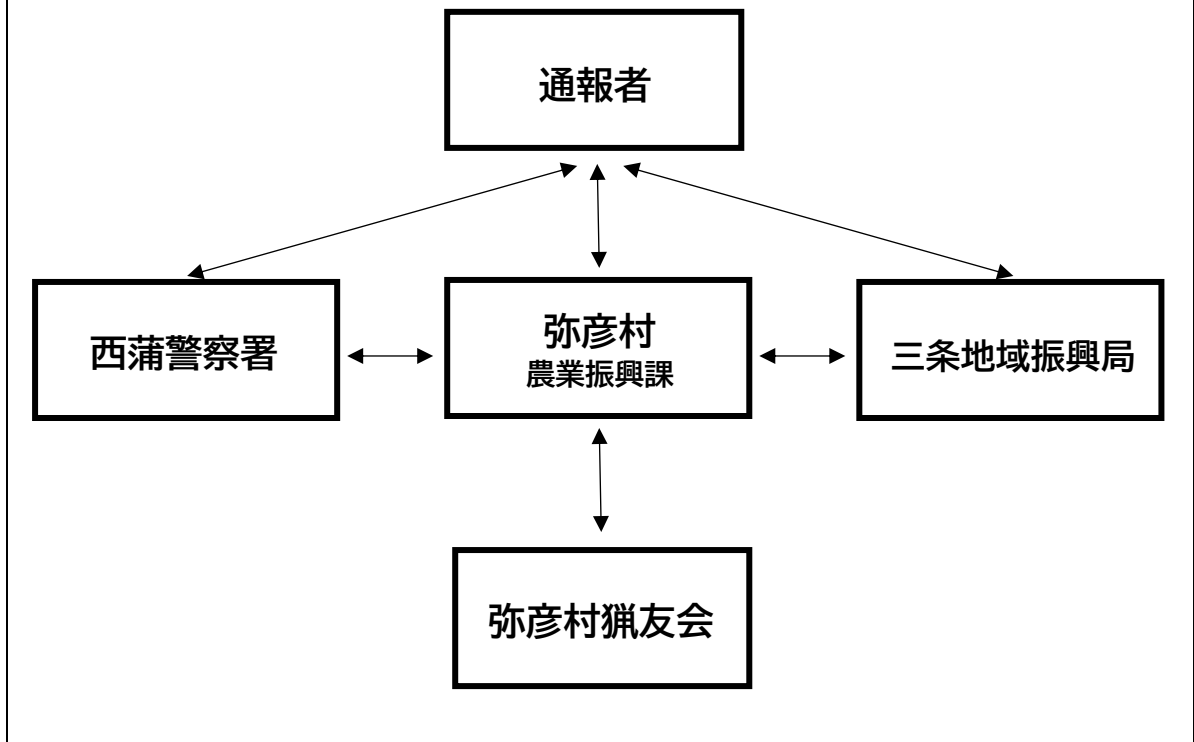 通報者
西蒲警察署
弥彦村
農業振興課
三条地域振興局
弥彦村猟友会